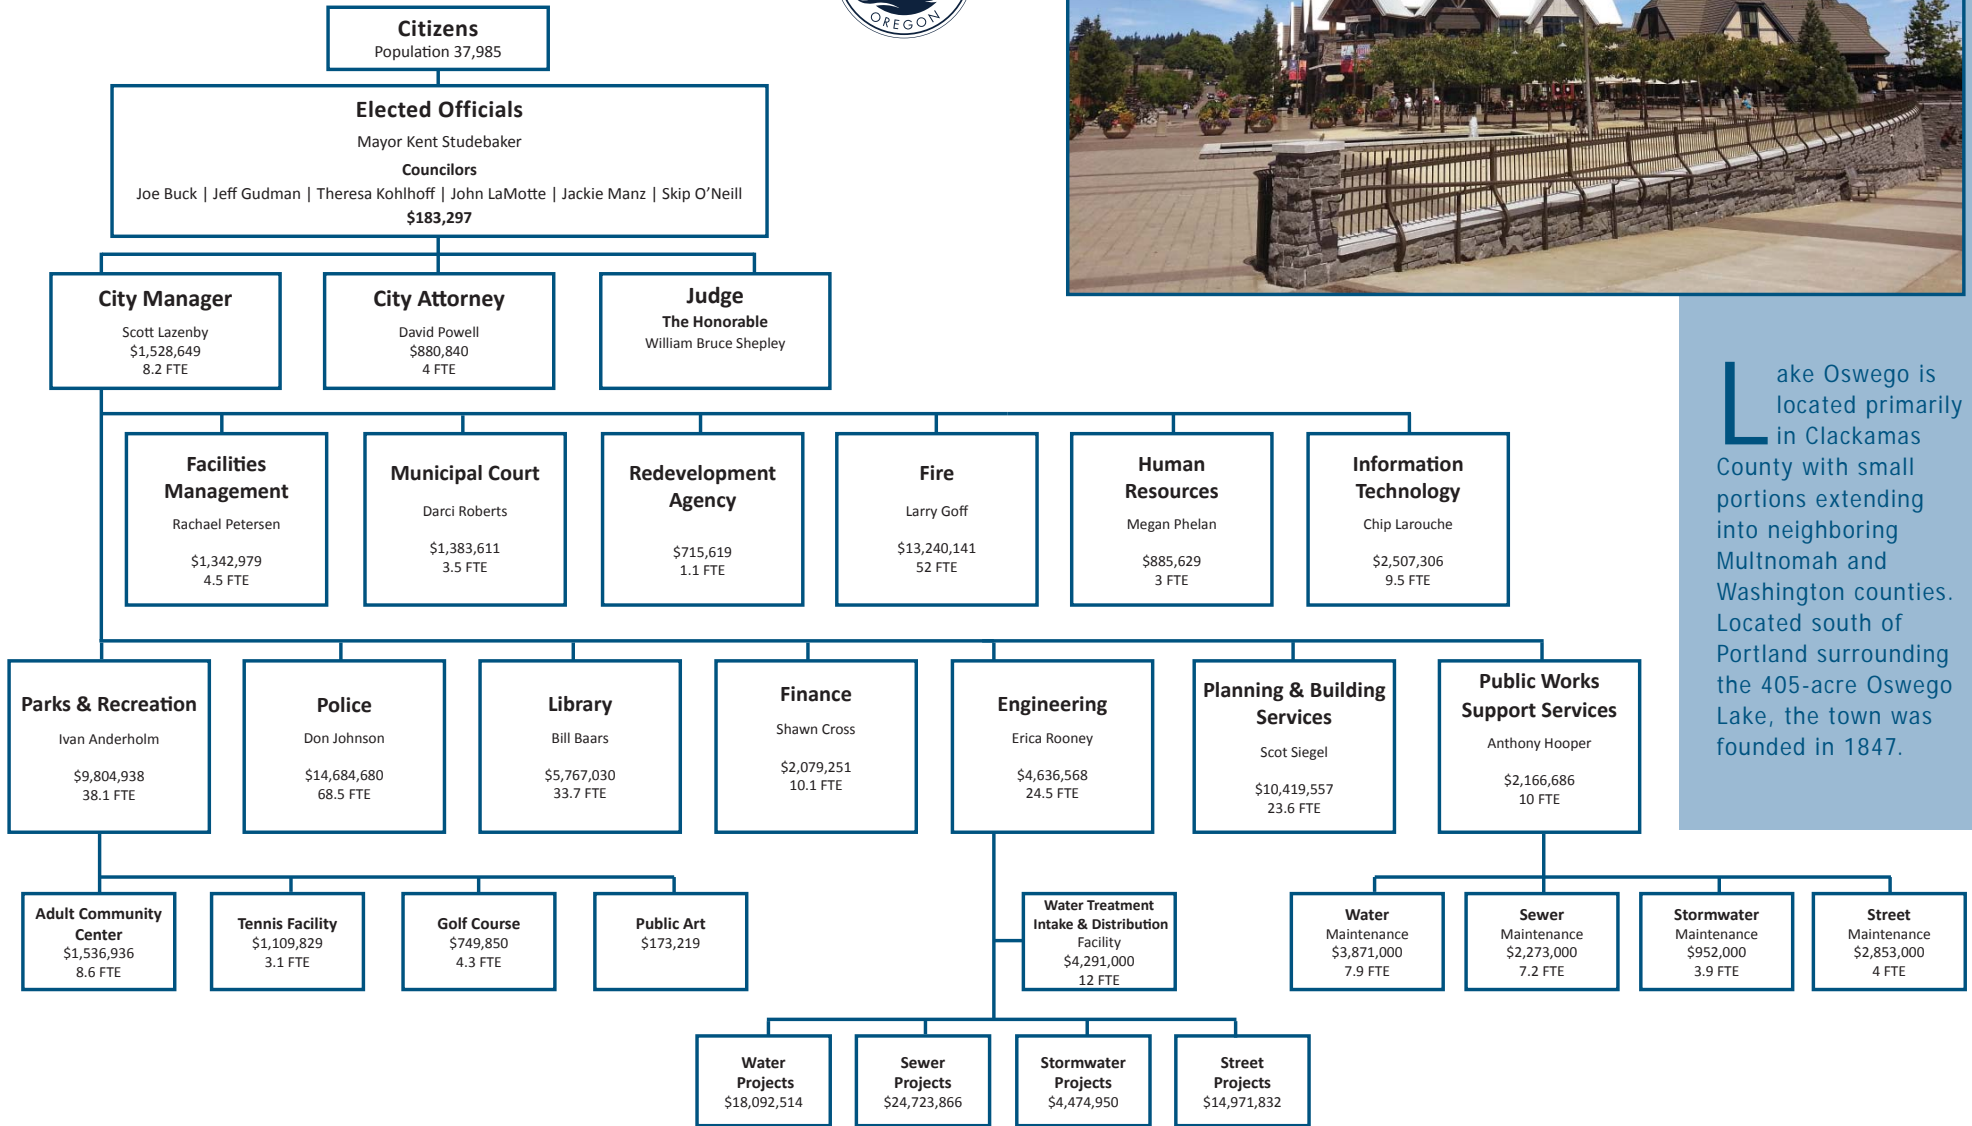 OREGON
Citizens
Population 37,985
Elected Officials
Mayor Kent Studebaker
Councilors
Joe Buck | Jeff Gudman | Theresa Kohlhoff | John LaMotte | Jackie Manz | Skip O'Neill
$183,297
City Manager
Scott Lazenby
$1,528,649
8.2 FTE
City Attorney
David Powell
$880,840
4 FTE
Judge
The Honorable
William Bruce Shepley
Facilities
Management
Rachael Petersen
$1,342,979
4.5 FTE
Municipal Court
Darci Roberts
$1,383,611
3.5 FTE
Redevelopment
Agency
$715,619
1.1 FTE
Fire
Larry Goff
$13,240,141
52 FTE
Human
Resources
Megan Phelan
$885,629
3 FTE
Information
Technology
Chip Larouche
$2,507,306
9.5 FTE
Parks & Recreation
Ivan Anderholm
$9,804,938
38.1 FTE
Police
Don Johnson
$14,684,680
68.5 FTE
Library
Bill Baars
$5,767,030
33.7 FTE
Finance
Shawn Cross
$2,079,251
10.1 FTE
Engineering
Erica Rooney
$4,636,568
24.5 FTE
Planning & Building
Services
Scot Siegel
$10,419,557
23.6 FTE
Public Works
Support Services
Anthony Hooper
$2,166,686
10 FTE
Adult Community
Center
$1,536,936
8.6 FTE
Tennis Facility
$1,109,829
3.1 FTE
Golf Course
$749,850
4.3 FTE
Public Art
$173,219
Water Treatment
Intake & Distribution
Facility
$4,291,000
12 FTE
Water
Maintenance
$3,871,000
7.9 FTE
Sewer
Maintenance
$2,273,000
7.2 FTE
Stormwater
Maintenance
$952,000
3.9 FTE
Street
Maintenance
$2,853,000
4 FTE
Water
Projects
$18,092,514
Sewer
Projects
$24,723,866
Stormwater
Projects
$4,474,950
Street
Projects
$14,971,832
Lake Oswego is
located primarily
in Clackamas
County with small
portions extending
into neighboring
Multnomah and
Washington counties.
Located south of
Portland surrounding
the 405-acre Oswego
Lake, the town was
founded in 1847.